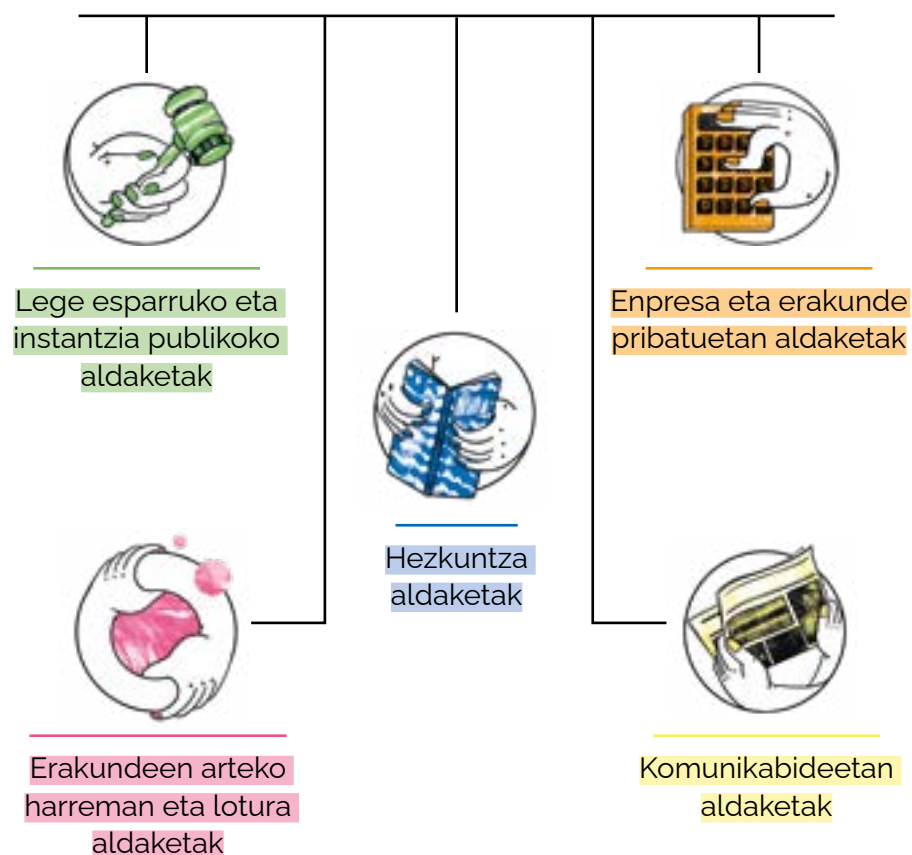 Lege esparruko eta
instantzia publikoko
aldaketak
Enpresa eta erakunde
pribatuetan aldaketak
Hezkuntza
aldaketak
Erakundeen arteko
harreman eta lotura
aldaketak
Komunikabideetan
aldaketak